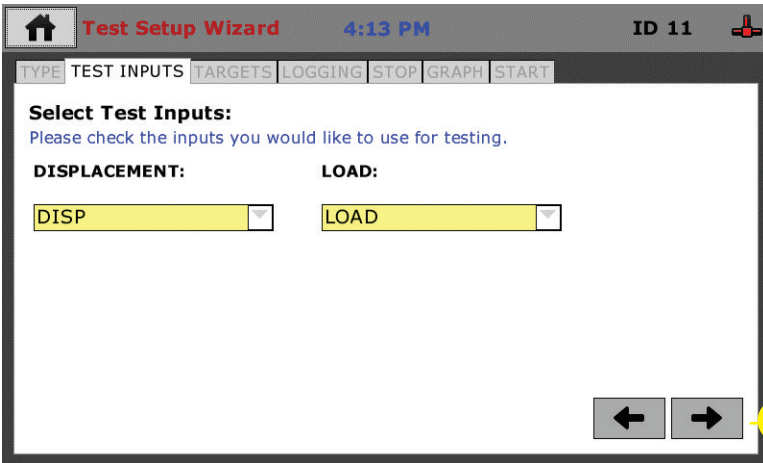 Test Setup Wizard 4:13 PM ID 11
TYPE TEST INPUTS TARGETS LOGGING STOP GRAPH START
Select Test Inputs:
Please check the inputs you would like to use for testing.
DISPLACEMENT: LOAD:
DISP LOAD